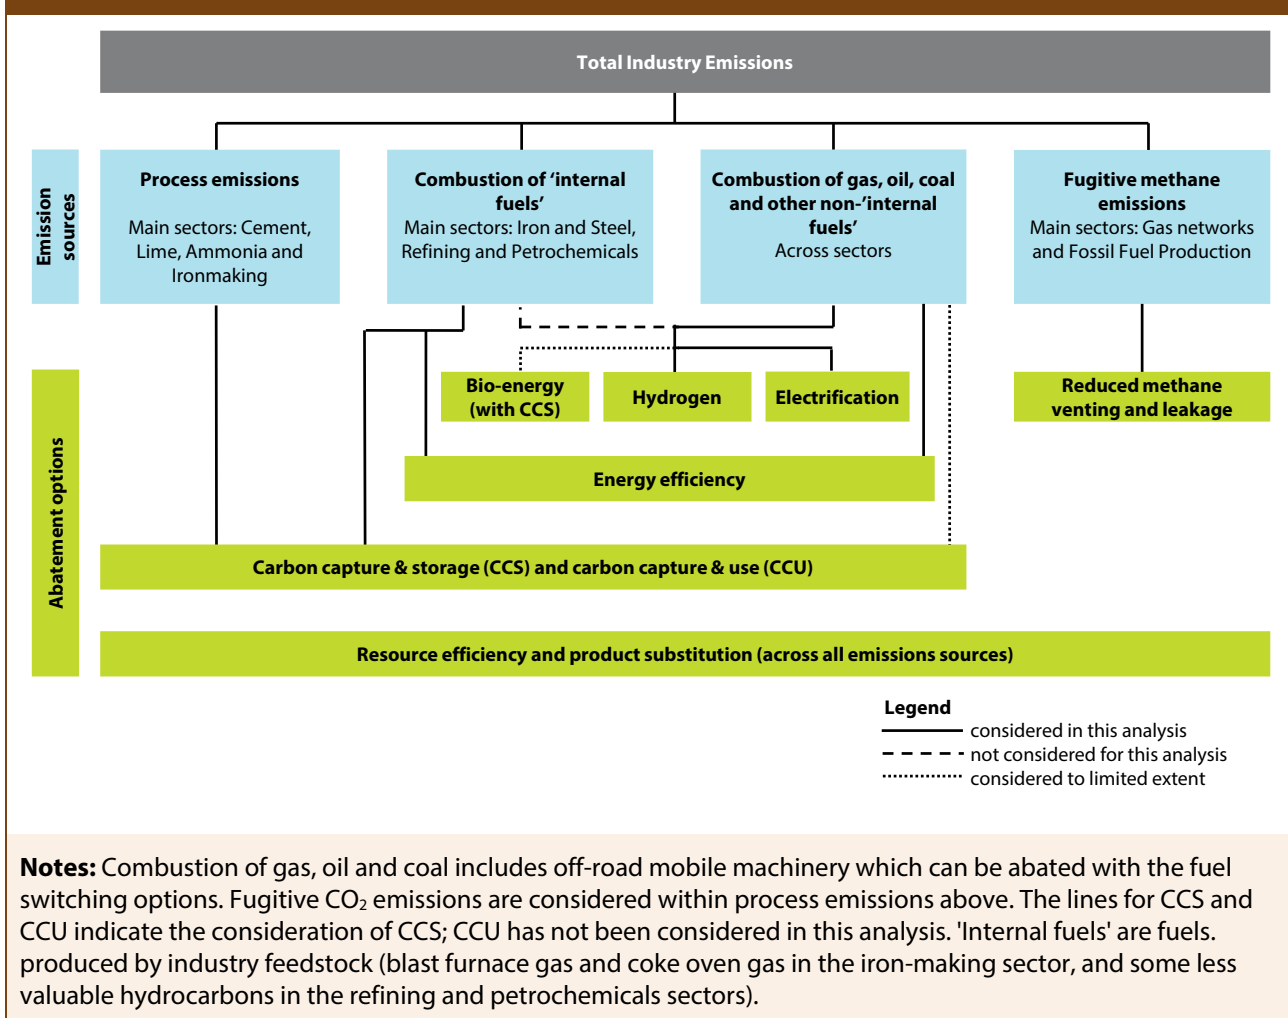 Total Industry Emissions
Emission
sources
Process emissions
Main sectors: Cement,
Lime, Ammonia and
Ironmaking
Combustion of ‘internal
fuels’
Main sectors: Iron and Steel,
Refining and Petrochemicals
Combustion of gas, oil, coal
and other non-‘internal
fuels’
Across sectors
Fugitive methane
emissions
Main sectors: Gas networks
and Fossil Fuel Production
Abatement options
Bio-energy
(with CCS)
Hydrogen
Electrification
Reduced methane
venting and leakage
Energy efficiency
Carbon capture & storage (CCS) and carbon capture & use (CCU)
Resource efficiency and product substitution (across all emissions sources)
Legend
considered in this analysis
not considered for this analysis
considered to limited extent
Notes: Combustion of gas, oil and coal includes off-road mobile machinery which can be abated with the fuel
switching options. Fugitive CO₂ emissions are considered within process emissions above. The lines for CCS and
CCU indicate the consideration of CCS; CCU has not been considered in this analysis. 'Internal fuels' are fuels.
produced by industry feedstock (blast furnace gas and coke oven gas in the iron-making sector, and some less
valuable hydrocarbons in the refining and petrochemicals sectors).